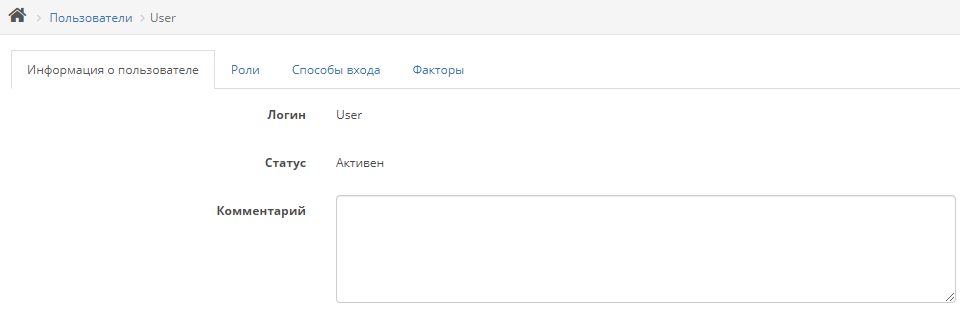 Пользователи User
Информация о пользователе Роли Способы входа Факторы
Логин User
Статус Активен
Комментарий